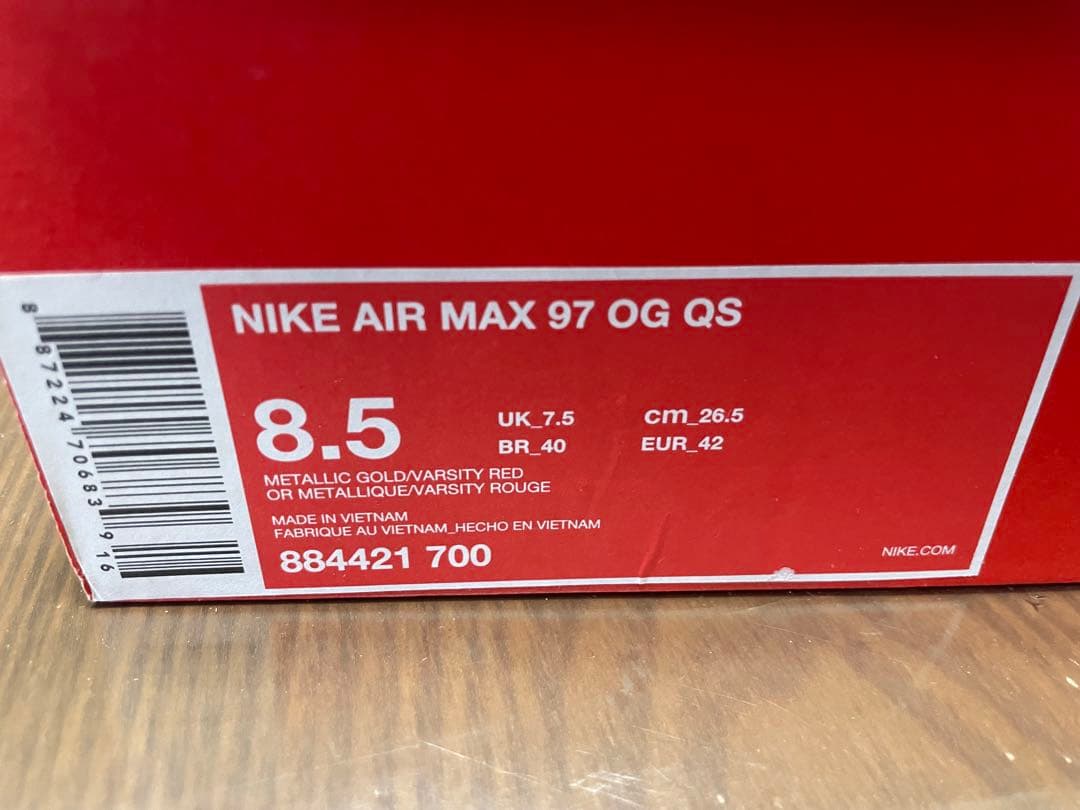 NIKE AIR MAX 97 OG QS
8.5
UK_7.5 cm_26.5
BR_40 EUR_42
METALLIC GOLD/VARSITY RED
OR METALLIQUE/VARSITY ROUGE
MADE IN VIETNAM
FABRIQUE AU VIETNAM_HECHO EN VIETNAM
884421 700
NIKE.COM
8 87224 70683 9 16